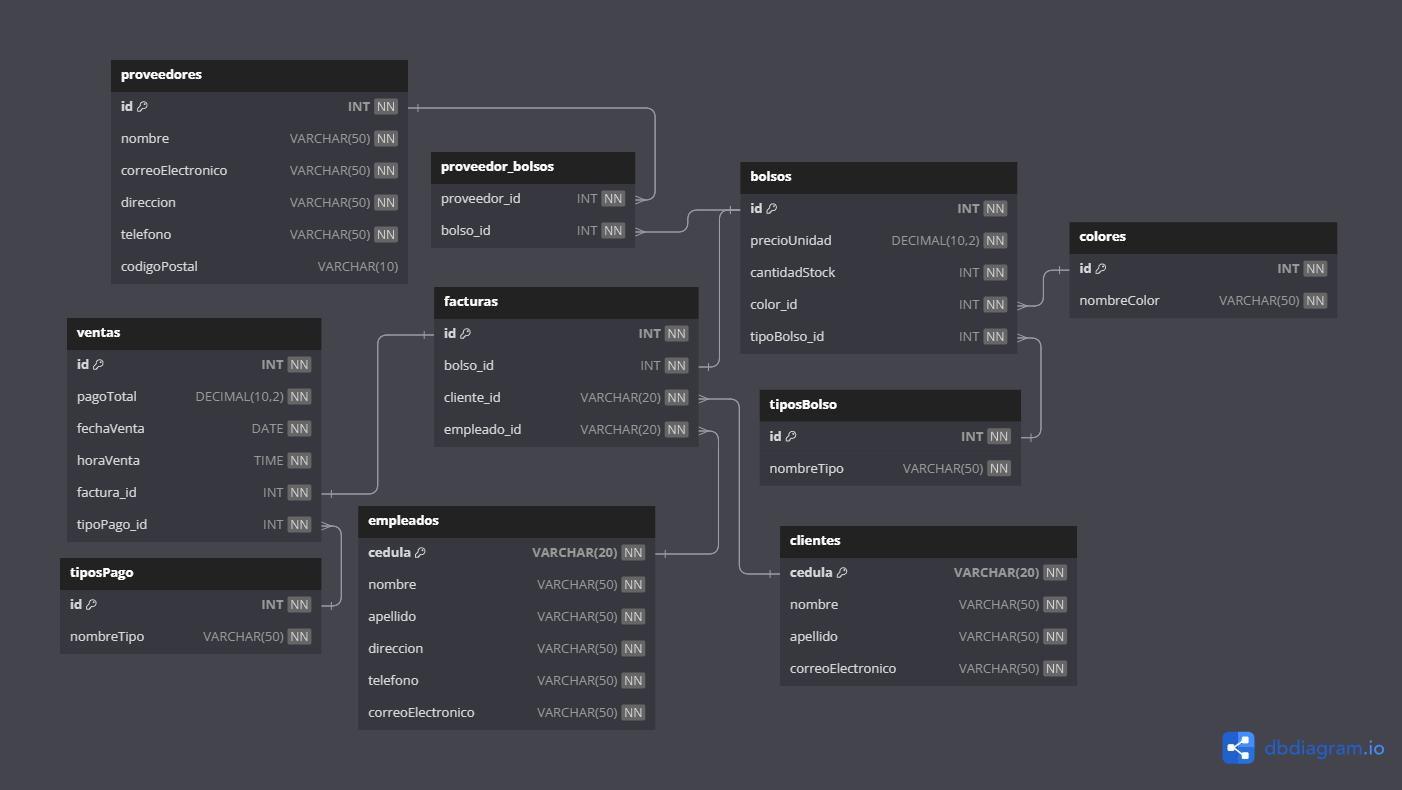 proveedores
id INT NN
nombre VARCHAR(50) NN
correoElectronico VARCHAR(50) NN
direccion VARCHAR(50) NN
telefono VARCHAR(50) NN
codigoPostal VARCHAR(10)
proveedor_bolsos
proveedor_id INT NN
bolso_id INT NN
bolsos
id INT NN
precioUnidad DECIMAL(10,2) NN
cantidadStock INT NN
color_id INT NN
tipoBolso_id INT NN
colores
id INT NN
nombreColor VARCHAR(50) NN
facturas
id INT NN
bolso_id INT NN
cliente_id VARCHAR(20) NN
empleado_id VARCHAR(20) NN
ventas
id INT NN
pagoTotal DECIMAL(10,2) NN
fechaVenta DATE NN
horaVenta TIME NN
factura_id INT NN
tipoPago_id INT NN
tiposBolso
id INT NN
nombreTipo VARCHAR(50) NN
tiposPago
id INT NN
nombreTipo VARCHAR(50) NN
empleados
cedula VARCHAR(20) NN
nombre VARCHAR(50) NN
apellido VARCHAR(50) NN
direccion VARCHAR(50) NN
telefono VARCHAR(50) NN
correoElectronico VARCHAR(50) NN
clientes
cedula VARCHAR(20) NN
nombre VARCHAR(50) NN
apellido VARCHAR(50) NN
correoElectronico VARCHAR(50) NN
dbdiagram.io